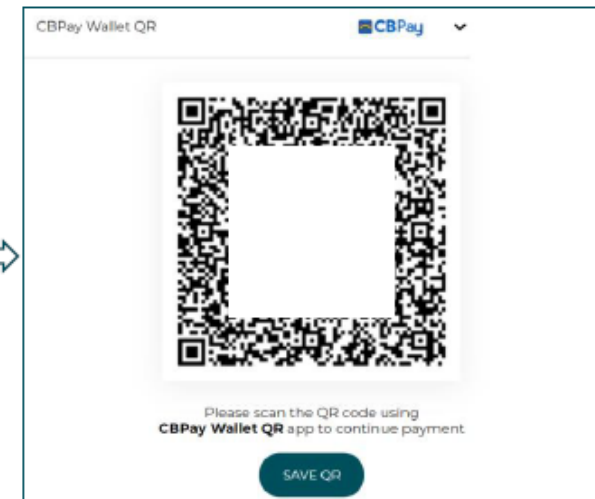 CBPay Wallet QR
CBPay
Please scan the QR code using
CBPay Wallet QR app to continue payment
SAVE QR